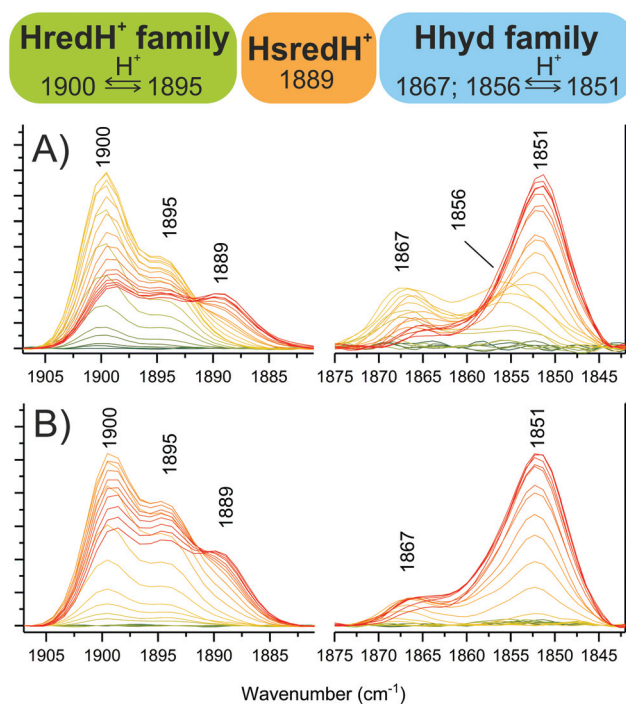 HredH⁺ family
H⁺
1900 ⇌ 1895
HsredH⁺
1889
Hhyd family
H⁺
1867; 1856 ⇌ 1851
A)
1900
1895
1889
1867
1856
1851
1905 1900 1895 1890 1885
1875 1870 1865 1860 1855 1850 1845
B)
1900
1895
1889
1867
1851
1905 1900 1895 1890 1885
1875 1870 1865 1860 1855 1850 1845
Wavenumber (cm⁻¹)